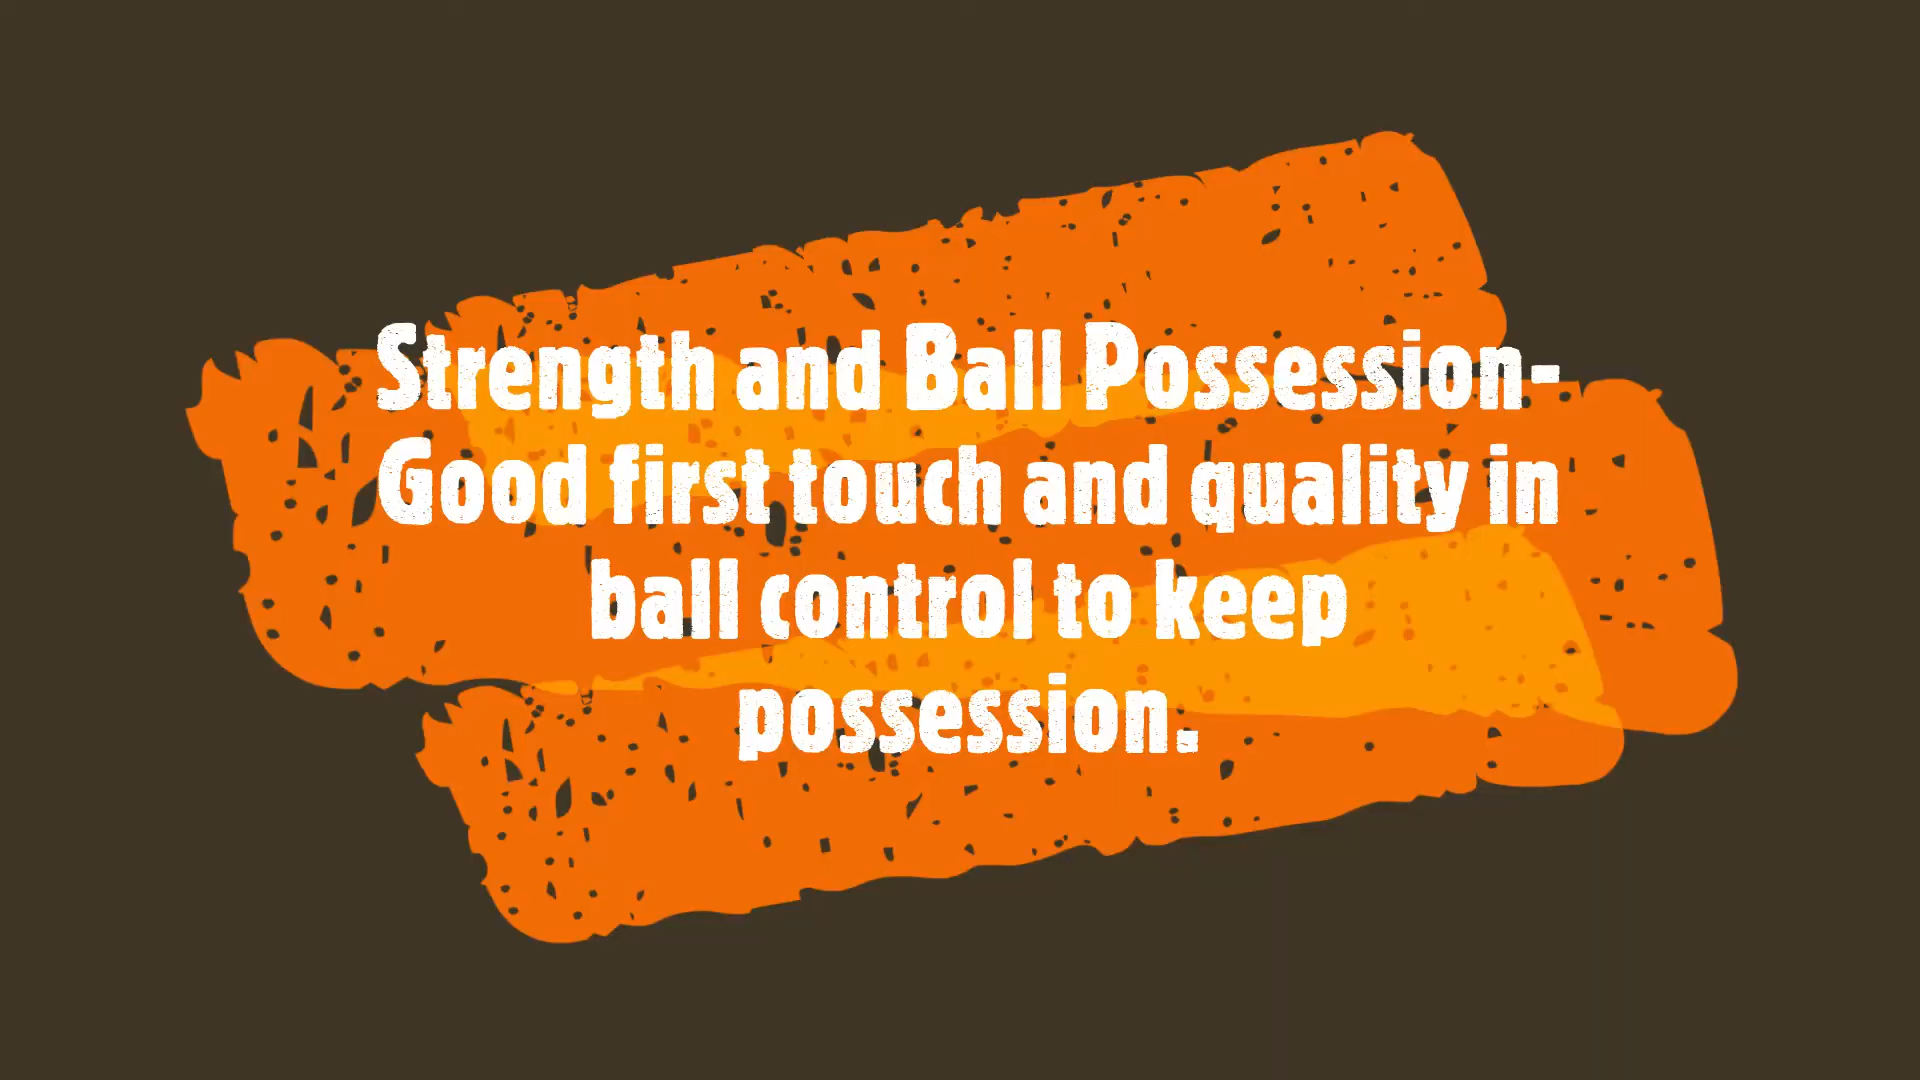 Strength and Ball Possession-
Good first touch and quality in
ball control to keep
possession.